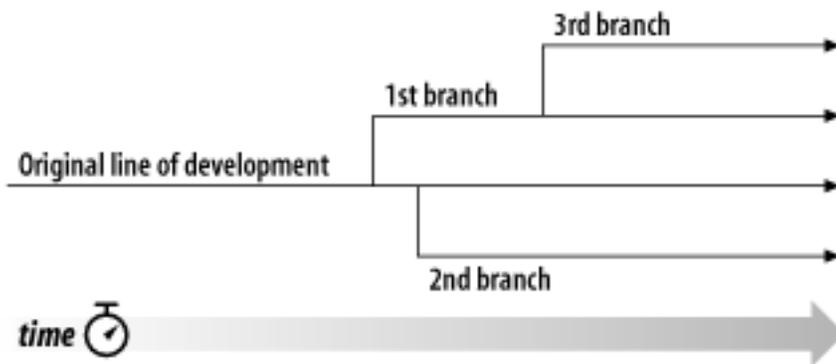 3rd branch
1st branch
Original line of development
2nd branch
time